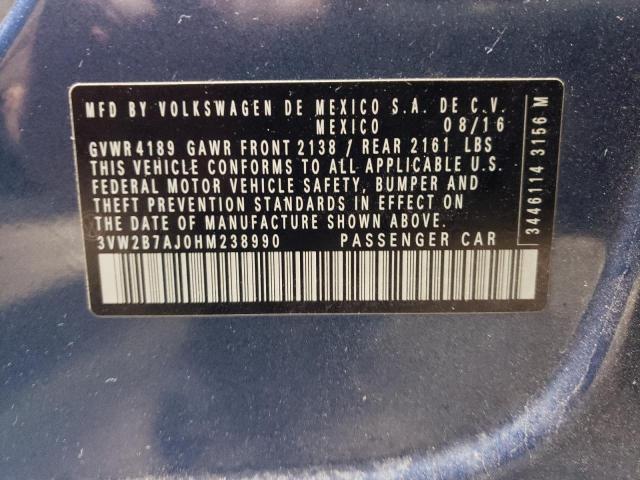 MFD BY VOLKSWAGEN DE MEXICO S.A. DE C.V.
MEXICO 08/16
GVWR 4189 GAWR FRONT 2138 / REAR 2161 LBS
THIS VEHICLE CONFORMS TO ALL APPLICABLE U.S.
FEDERAL MOTOR VEHICLE SAFETY, BUMPER AND
THEFT PREVENTION STANDARDS IN EFFECT ON
THE DATE OF MANUFACTURE SHOWN ABOVE.
3VW2B7AJ0HM238990 PASSENGER CAR
3446114 3156 M